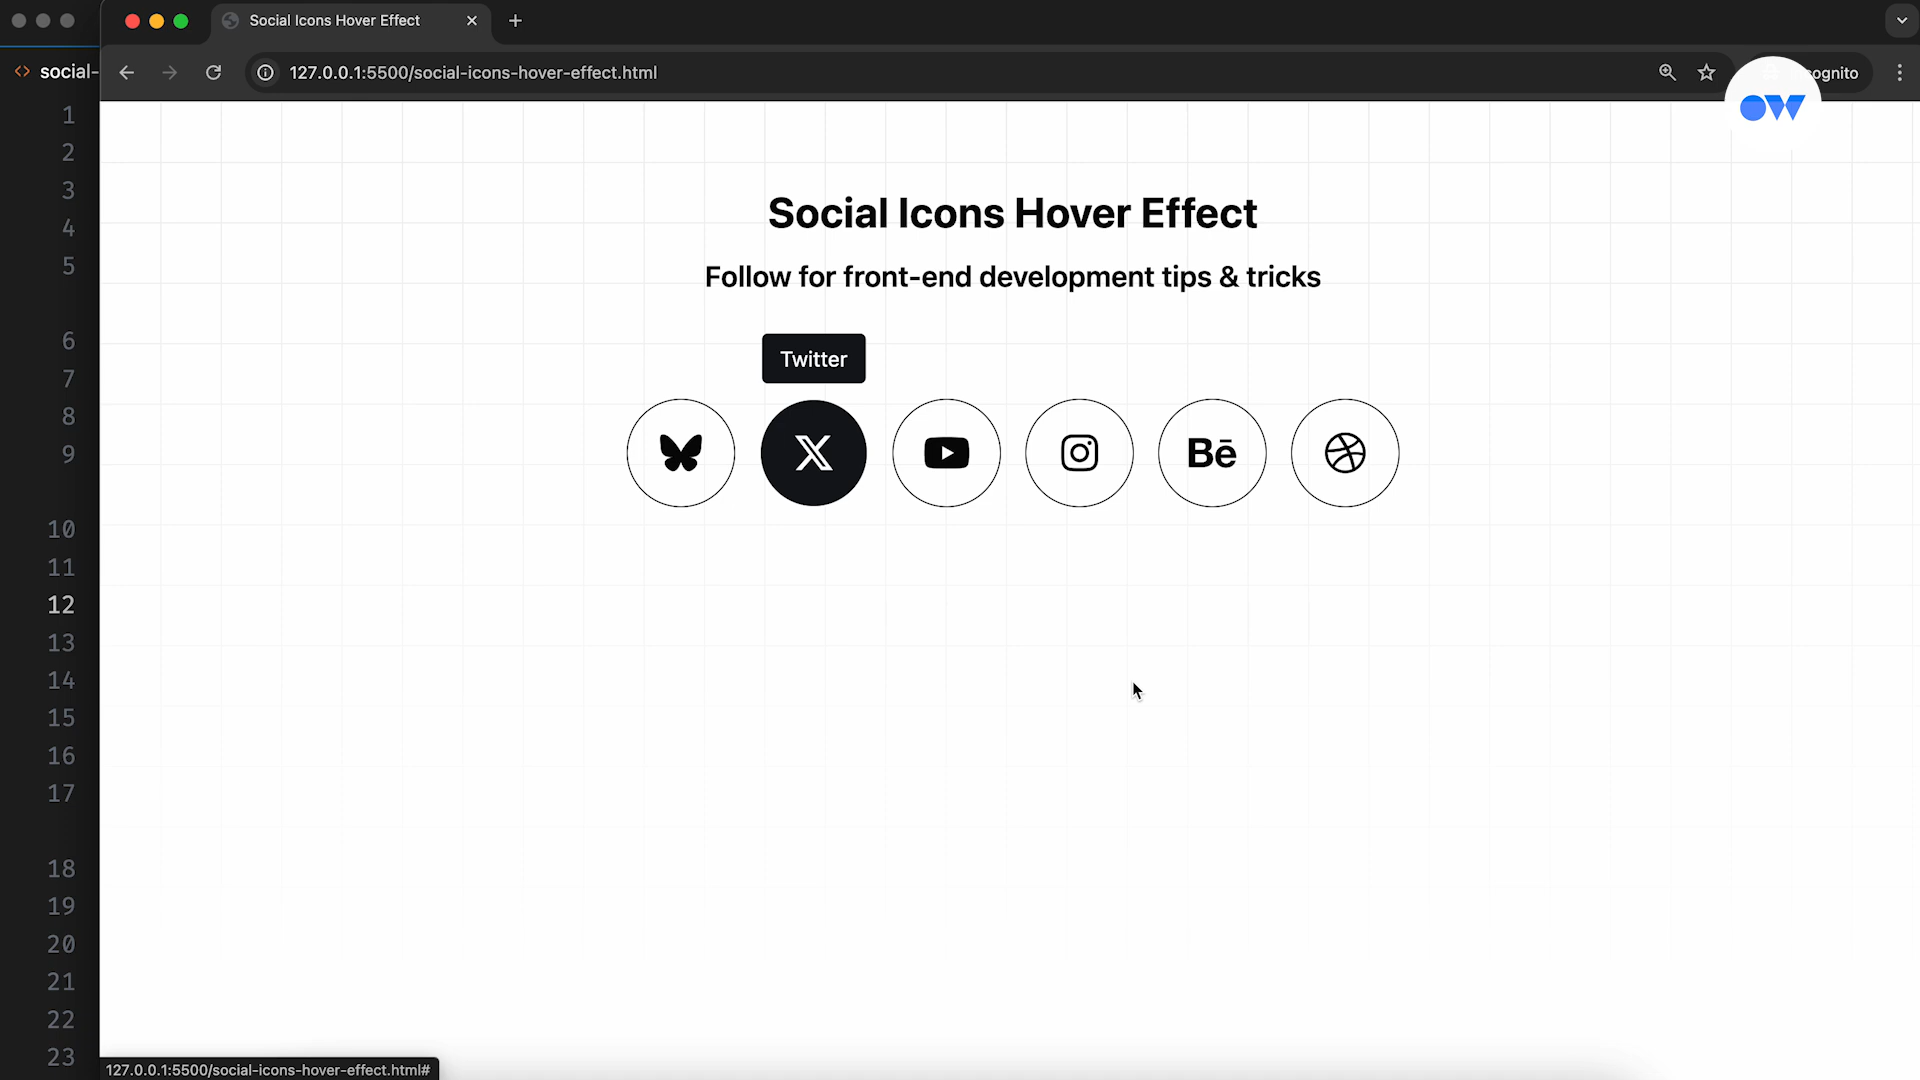 Social Icons Hover Effect
social-
127.0.0.1:5500/social-icons-hover-effect.html
ognito
OW
1
2
3
4
5
6
7
8
9
10
11
12
13
14
15
16
17
18
19
20
21
22
23
Social Icons Hover Effect
Follow for front-end development tips & tricks
Twitter
Bē
127.0.0.1:5500/social-icons-hover-effect.html#